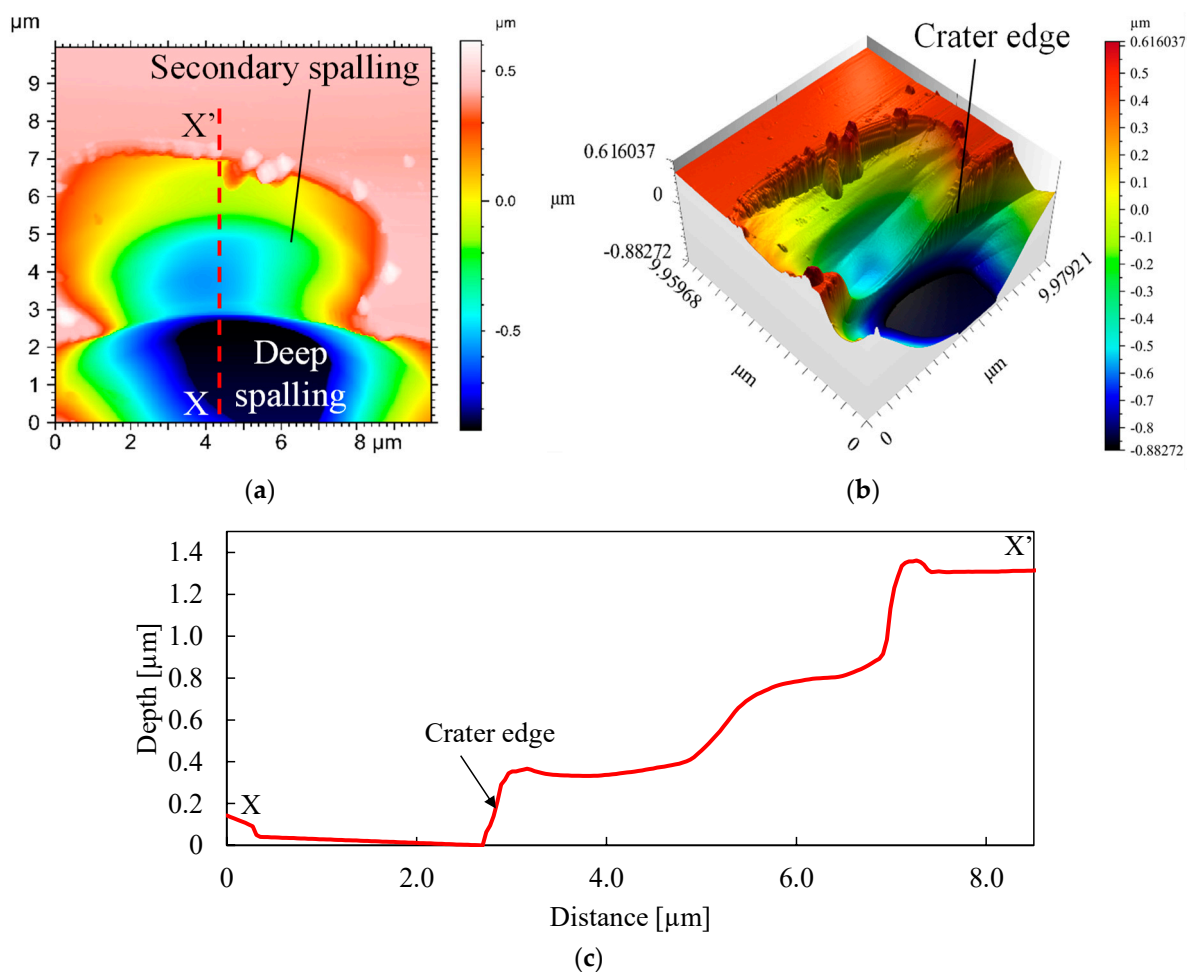 µm
9
8
7
6
5
4
3
2
1
0
0
2
4
6
8 µm
Secondary spalling
X'
X
Deep
spalling
µm
0.5
0.0
-0.5
(a)
Crater edge
0.616037
0
-0.88272
µm
9.95968
µm
0
0
µm
9.97921
µm
0.616037
0.5
0.4
0.3
0.2
0.1
0.0
-0.1
-0.2
-0.3
-0.4
-0.5
-0.6
-0.7
-0.8
-0.88272
(b)
Depth [µm]
1.4
1.2
1.0
0.8
0.6
0.4
0.2
0
X
Crater edge
X’
0
2.0
4.0
6.0
8.0
Distance [µm]
(c)